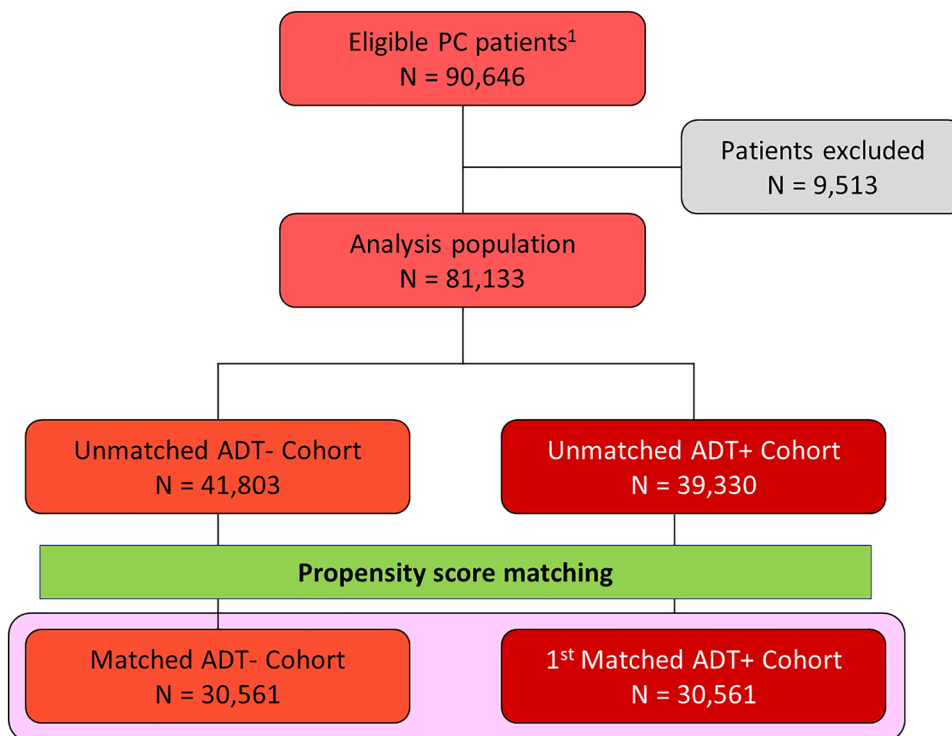 Eligible PC patients¹
N = 90,646
Patients excluded
N = 9,513
Analysis population
N = 81,133
Unmatched ADT- Cohort
N = 41,803
Unmatched ADT+ Cohort
N = 39,330
Propensity score matching
Matched ADT- Cohort
N = 30,561
1st Matched ADT+ Cohort
N = 30,561